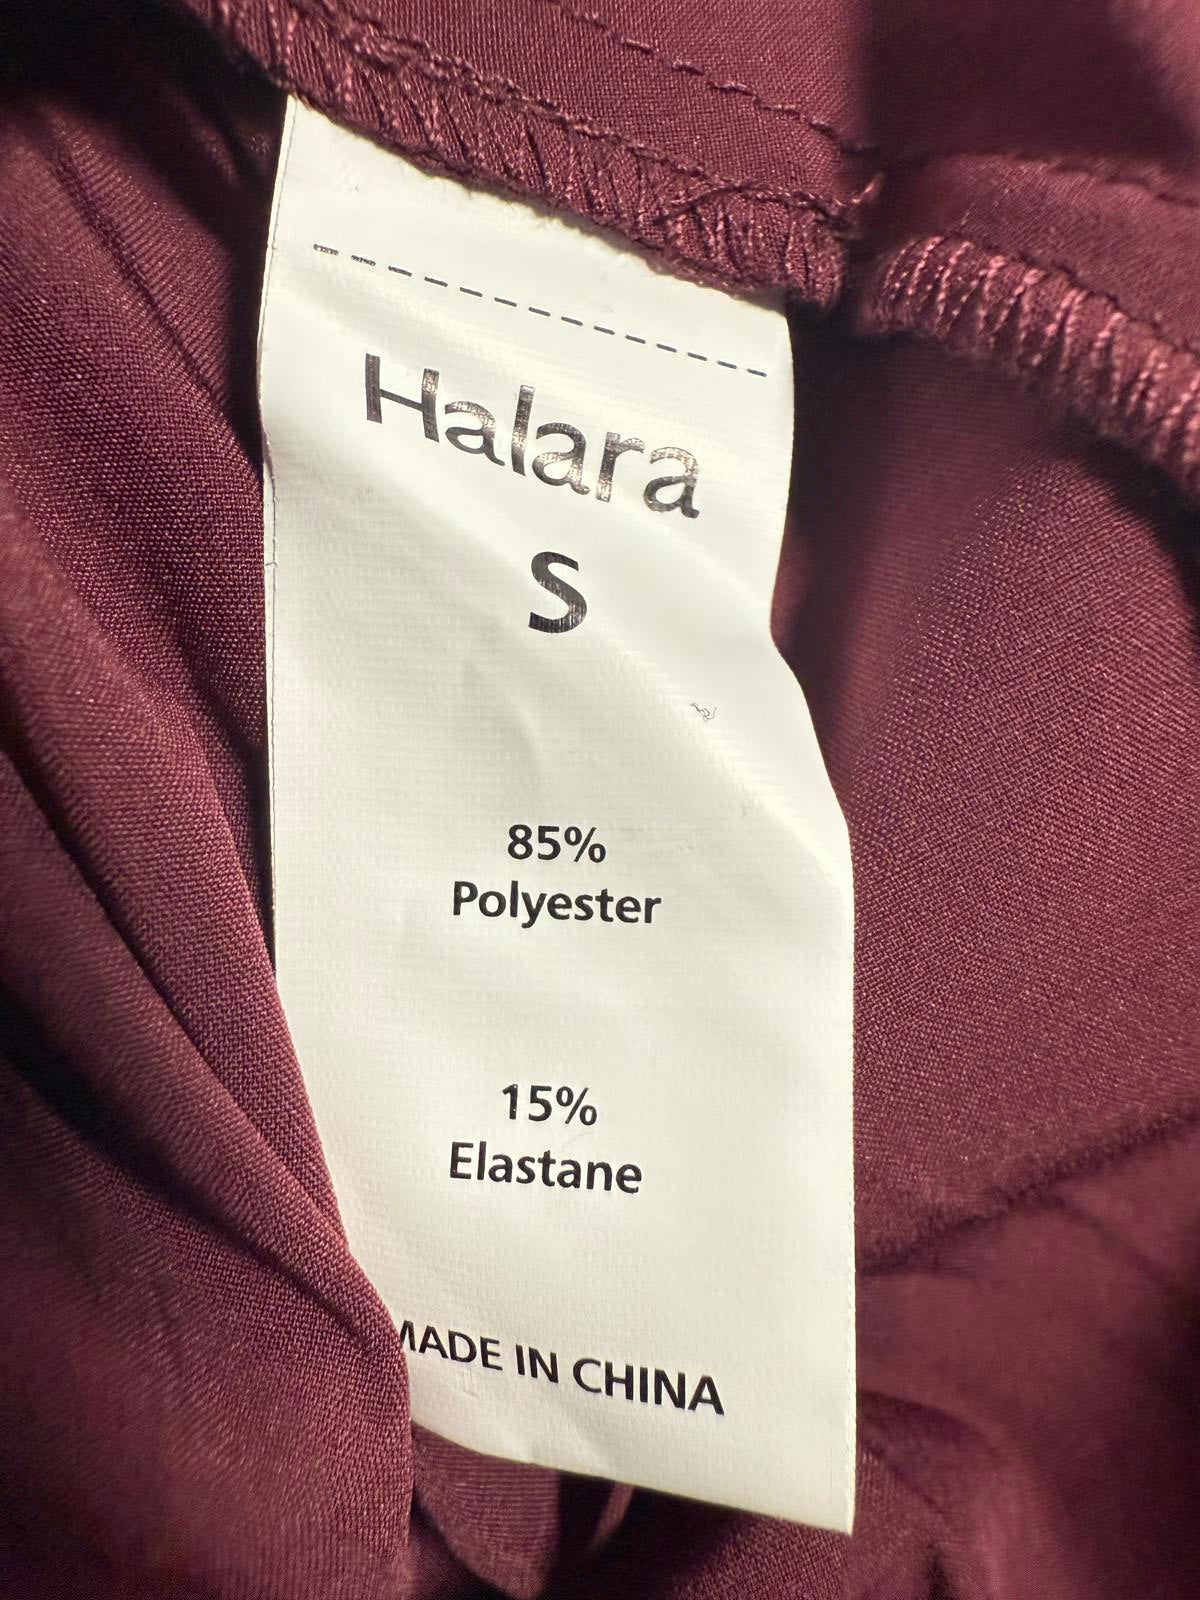 Halara
S
85%
Polyester
15%
Elastane
MADE IN CHINA